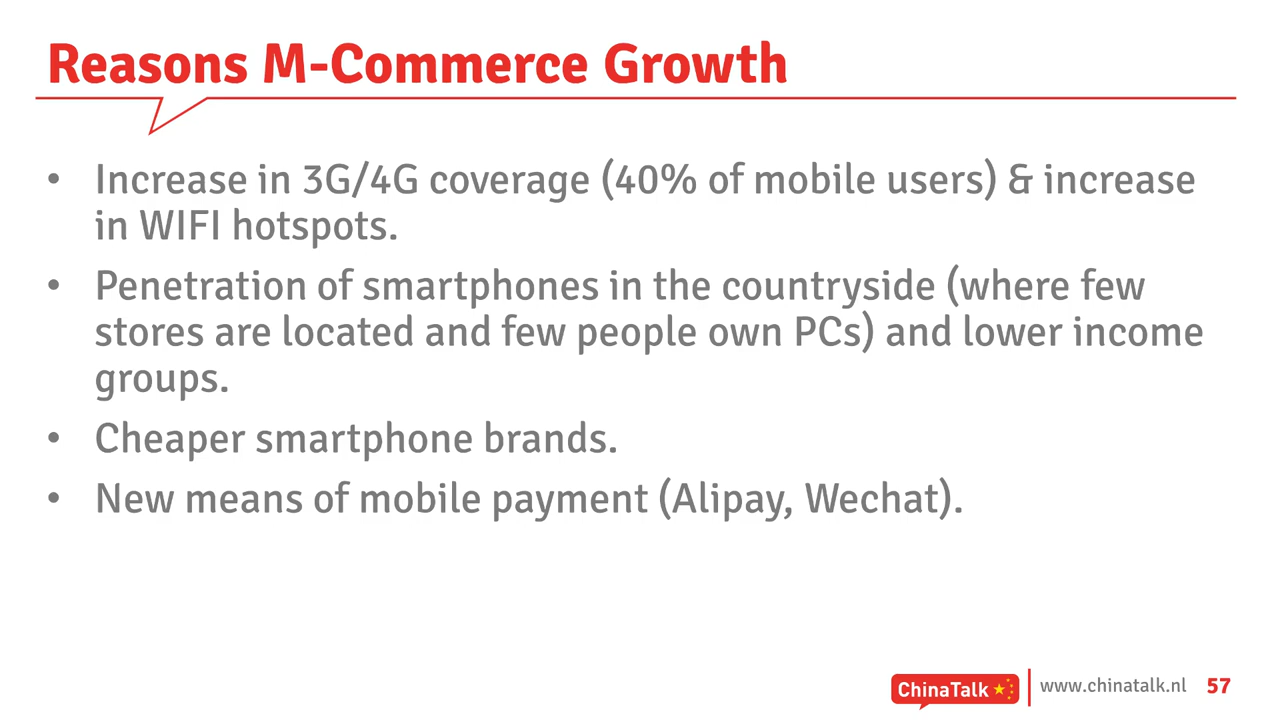 Reasons M-Commerce Growth
• Increase in 3G/4G coverage (40% of mobile users) & increase
in WIFI hotspots.
• Penetration of smartphones in the countryside (where few
stores are located and few people own PCs) and lower income
groups.
• Cheaper smartphone brands.
• New means of mobile payment (Alipay, Wechat).
ChinaTalk www.chinatalk.nl 57